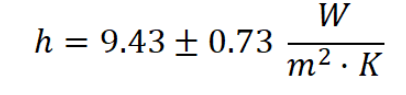 h = 9.43 ± 0.73 W / m² · K